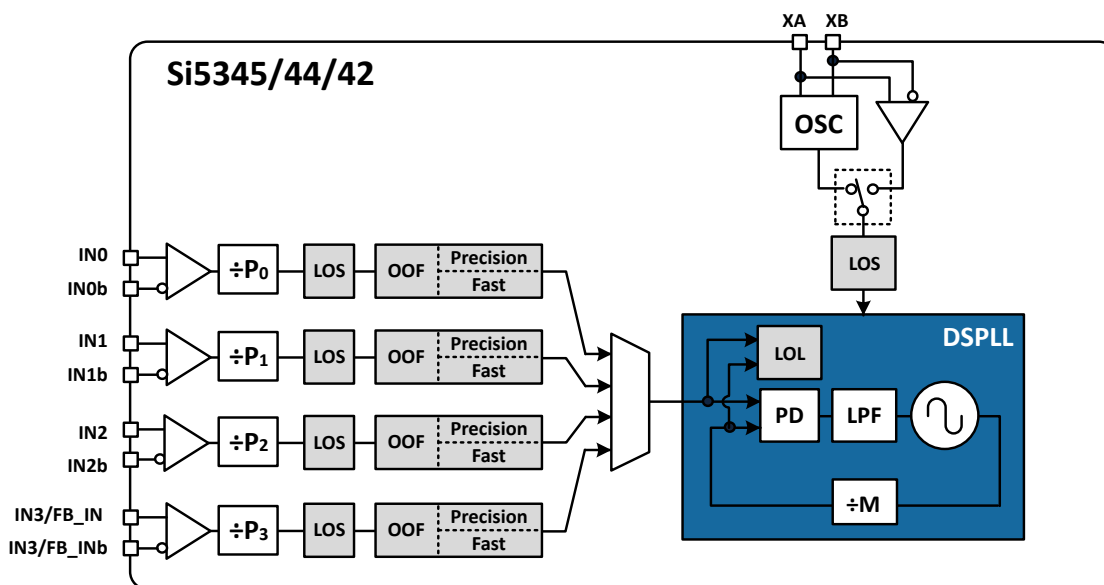 XA XB
Si5345/44/42
OSC
LOS
IN0
IN0b
÷P0
LOS
OOF
Precision
Fast
IN1
IN1b
÷P1
LOS
OOF
Precision
Fast
IN2
IN2b
÷P2
LOS
OOF
Precision
Fast
IN3/FB_IN
IN3/FB_INb
÷P3
LOS
OOF
Precision
Fast
DSPLL
LOL
PD
LPF
÷M